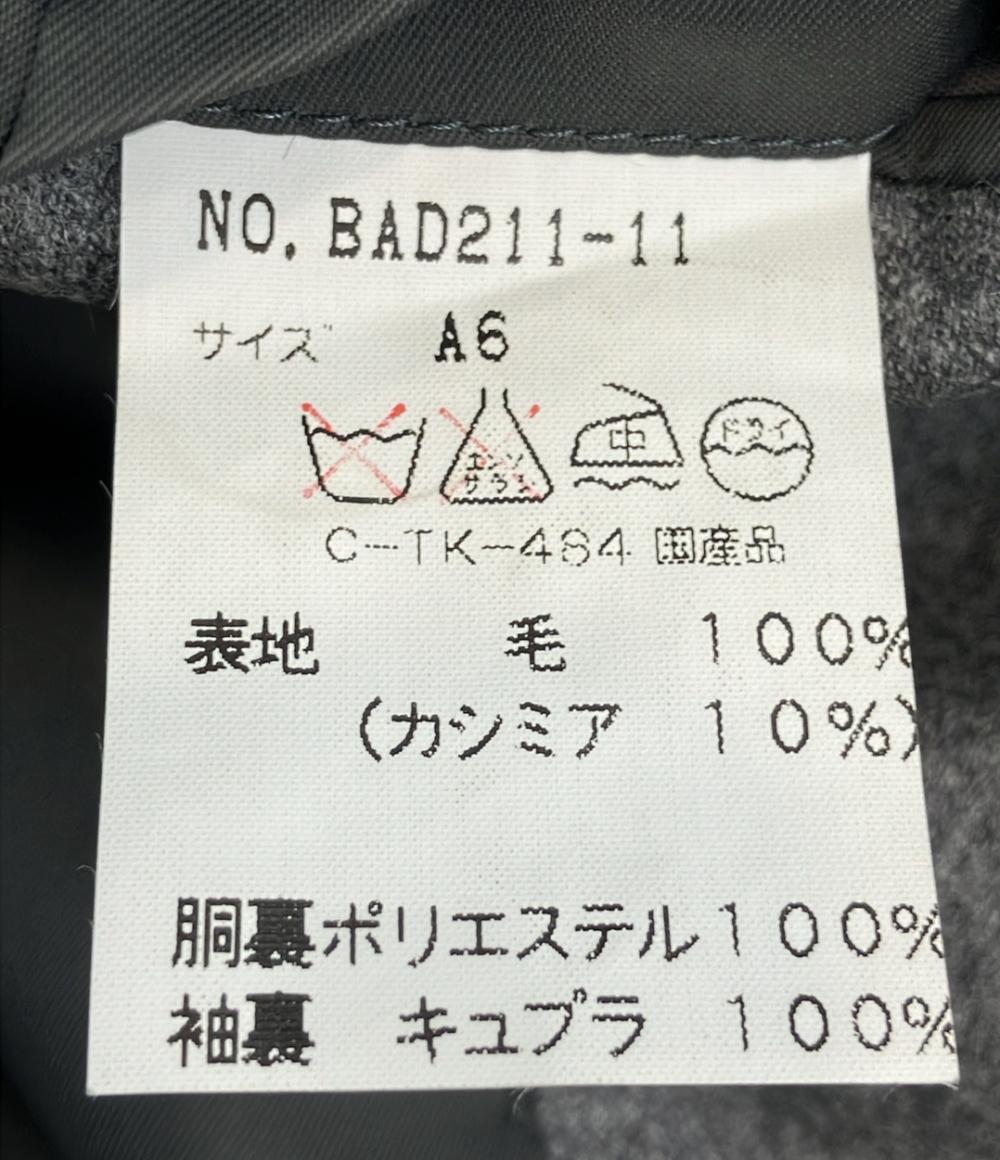 NO. BAD211-11
サイズ A6
エンソ サラシ 中 ドライ
C-TK-484 国産品
表地 毛 100%
(カシミア 10%)
胴裏ポリエステル100%
袖裏 キュプラ 100%